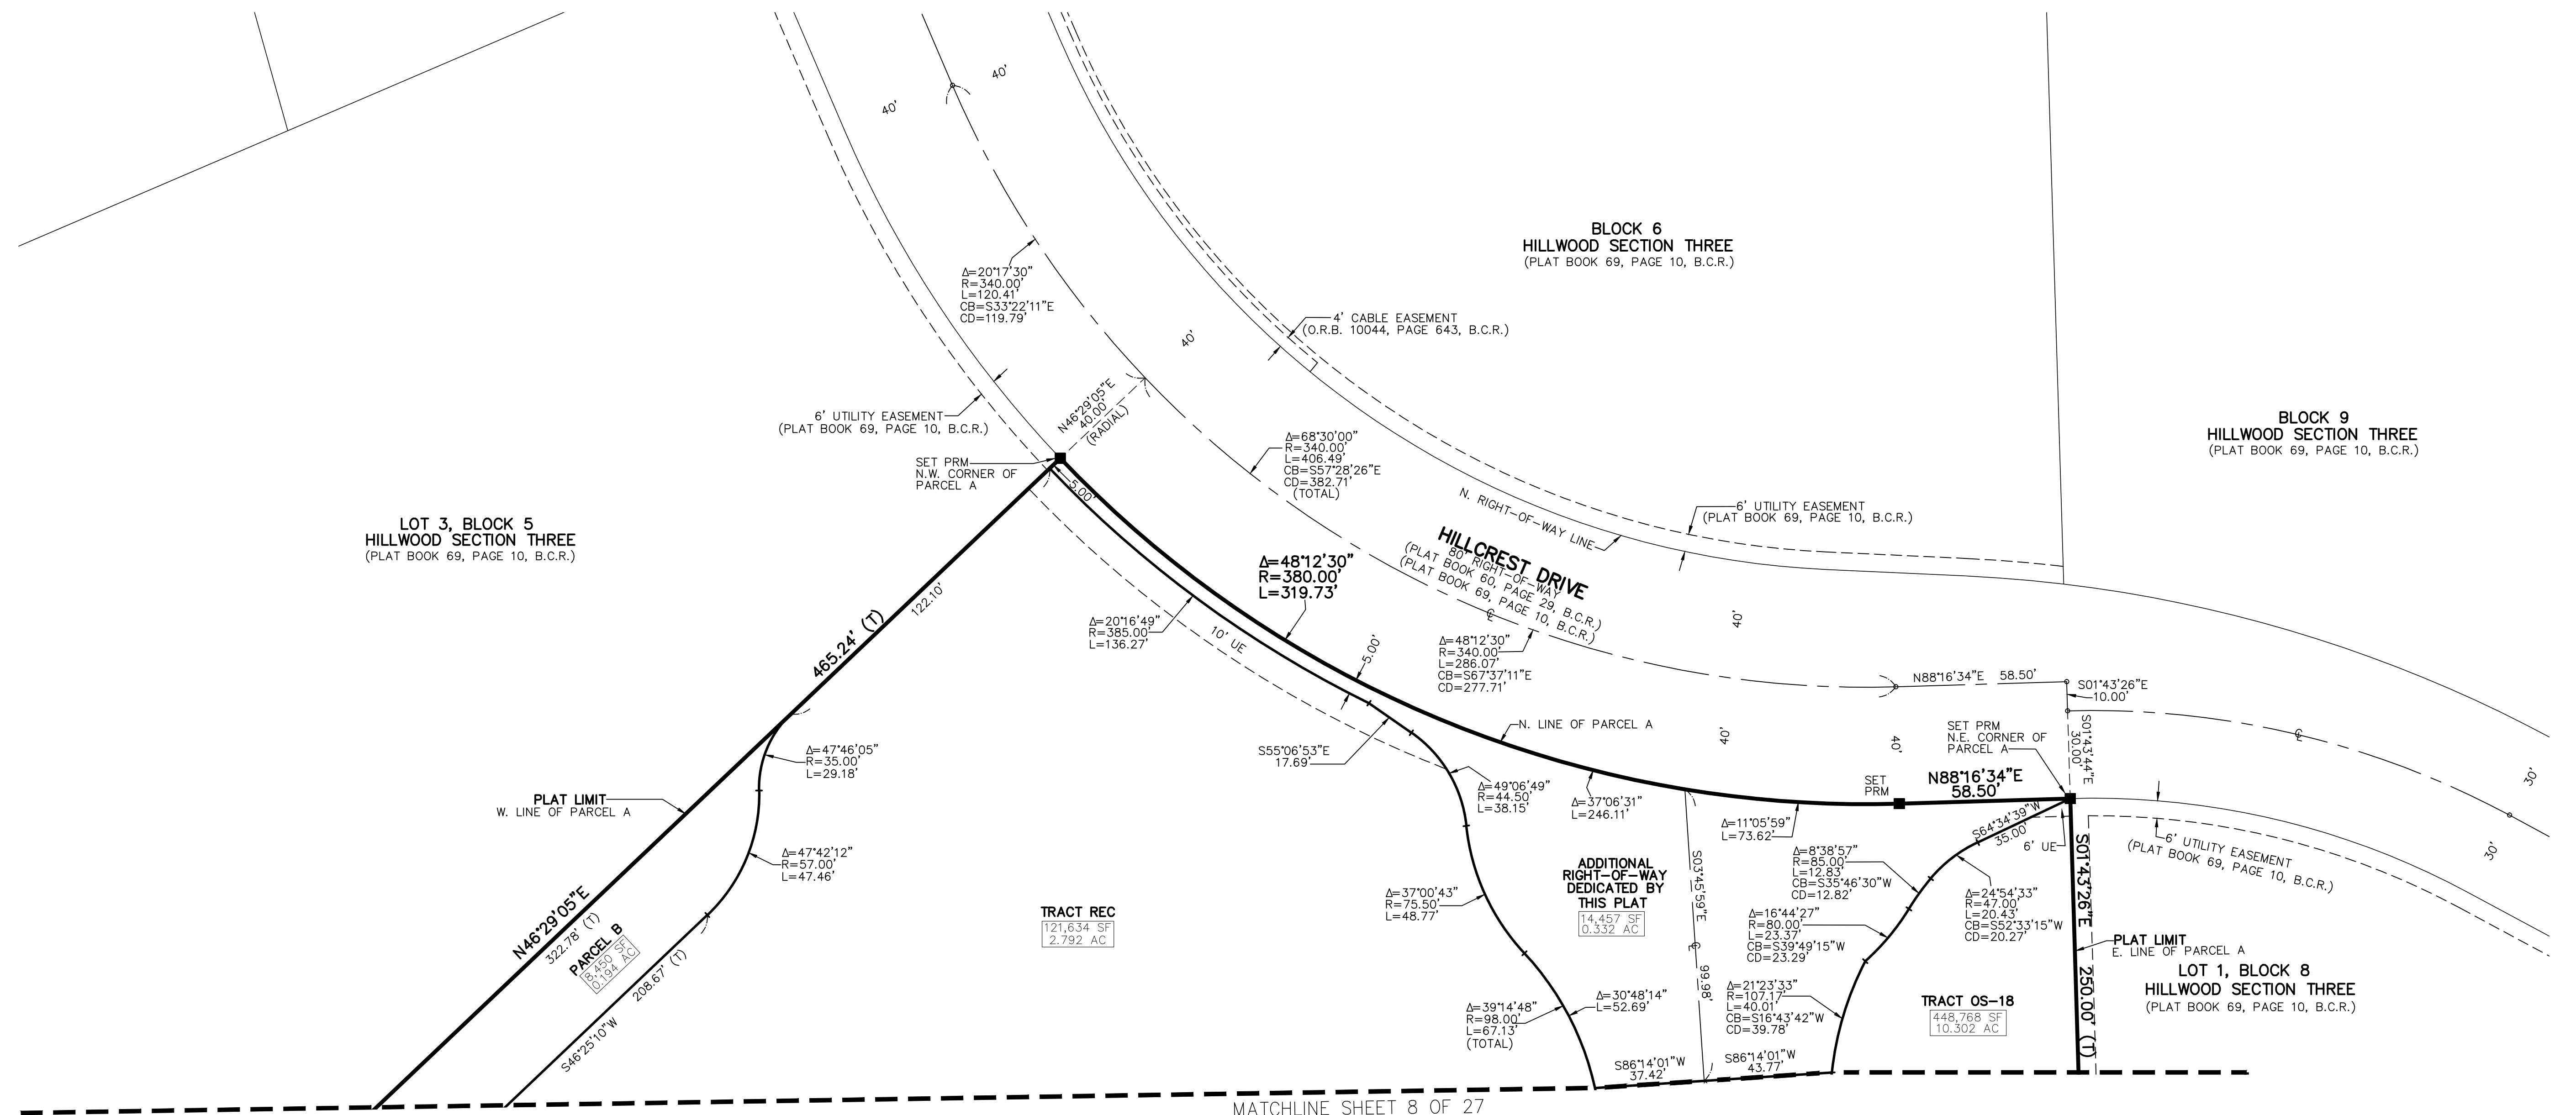 40'
40'
BLOCK 6
HILLWOOD SECTION THREE
(PLAT BOOK 69, PAGE 10, B.C.R.)
Δ=20°17'30"
R=340.00'
L=120.41'
CB=S33°22'11"E
CD=119.79'
4' CABLE EASEMENT
(O.R.B. 10044, PAGE 643, B.C.R.)
40'
6' UTILITY EASEMENT
(PLAT BOOK 69, PAGE 10, B.C.R.)
N46°29'05"E
40.00'
(RADIAL)
SET PRM
N.W. CORNER OF
PARCEL A
5.00'
Δ=68°30'00"
R=340.00'
L=406.49'
CB=S57°28'26"E
CD=382.71'
(TOTAL)
BLOCK 9
HILLWOOD SECTION THREE
(PLAT BOOK 69, PAGE 10, B.C.R.)
N. RIGHT-OF-WAY LINE
6' UTILITY EASEMENT
(PLAT BOOK 69, PAGE 10, B.C.R.)
LOT 3, BLOCK 5
HILLWOOD SECTION THREE
(PLAT BOOK 69, PAGE 10, B.C.R.)
HILLCREST DRIVE
80' RIGHT-OF-WAY
(PLAT BOOK 60, PAGE 29, B.C.R.)
(PLAT BOOK 69, PAGE 10, B.C.R.)
Δ=48°12'30"
R=380.00'
L=319.73'
122.10'
465.24' (T)
Δ=20°16'49"
R=385.00'
L=136.27'
10' UE
5.00'
Δ=48°12'30"
R=340.00'
L=286.07'
CB=S67°37'11"E
CD=277.71'
40'
N88°16'34"E 58.50'
S01°43'26"E
10.00'
S01°43'44"E
30.00'
N. LINE OF PARCEL A
S55°06'53"E
17.69'
40'
40'
SET PRM
N.E. CORNER OF
PARCEL A
SET
PRM
N88°16'34"E
58.50'
30'
30'
Δ=47°46'05"
R=35.00'
L=29.18'
PLAT LIMIT
W. LINE OF PARCEL A
Δ=49°06'49"
R=44.50'
L=38.15'
Δ=37°06'31"
L=246.11'
Δ=11°05'59"
L=73.62'
S64°34'39"W
35.00'
6' UE
6' UTILITY EASEMENT
(PLAT BOOK 69, PAGE 10, B.C.R.)
Δ=47°42'12"
R=57.00'
L=47.46'
Δ=8°38'57"
R=85.00'
L=12.83'
CB=S35°46'30"W
CD=12.82'
ADDITIONAL
RIGHT-OF-WAY
DEDICATED BY
THIS PLAT
14,457 SF
0.332 AC
S03°45'59"E
99.98'
Δ=24°54'33"
R=47.00'
L=20.43'
CB=S52°33'15"W
CD=20.27'
S01°43'26"E
250.00' (T)
N46°29'05"E
322.78' (T)
PARCEL B
8,450 SF
0.194 AC
208.67' (T)
S46°25'10"W
TRACT REC
121,634 SF
2.792 AC
Δ=37°00'43"
R=75.50'
L=48.77'
Δ=16°44'27"
R=80.00'
L=23.37'
CB=S39°49'15"W
CD=23.29'
PLAT LIMIT
E. LINE OF PARCEL A
LOT 1, BLOCK 8
HILLWOOD SECTION THREE
(PLAT BOOK 69, PAGE 10, B.C.R.)
Δ=21°23'33"
R=107.17'
L=40.01'
CB=S16°43'42"W
CD=39.78'
TRACT OS-18
448,768 SF
10.302 AC
Δ=39°14'48"
R=98.00'
L=67.13'
(TOTAL)
Δ=30°48'14"
L=52.69'
S86°14'01"W
37.42'
S86°14'01"W
43.77'
MATCHLINE SHEET 8 OF 27